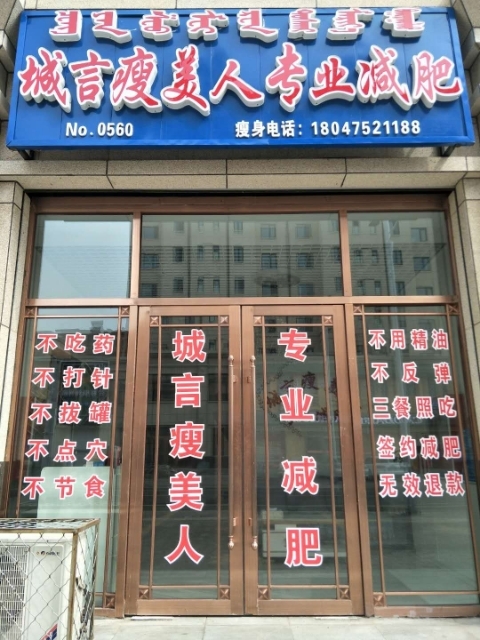 城言瘦美人专业减肥
No.0560
瘦身电话：18047521188
不吃药
不打针
不拔罐
不点穴
不节食
城言瘦美人
专业减肥
不用精油
不反弹
三餐照吃
签约减肥
无效退款